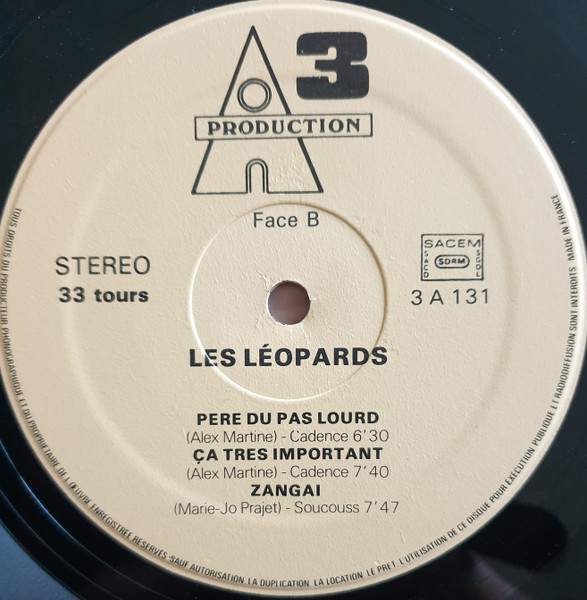 3
A
PRODUCTION
Face B
STEREO
33 tours
SACEM
SACD
SDRM
SGDL
3 A 131
LES LÉOPARDS
PERE DU PAS LOURD
(Alex Martine) - Cadence 6'30
ÇA TRES IMPORTANT
(Alex Martine) - Cadence 7'40
ZANGAI
(Marie-Jo Prajet) - Soucouss 7'47
TOUS DROITS DU PRODUCTEUR PHONOGRAPHIQUE ET DU PROPRIETAIRE DE L'ŒUVRE ENREGISTREE RESERVES. SAUF AUTORISATION LA DUPLICATION, LA LOCATION, LE PRET, L'UTILISATION DE CE DISQUE POUR EXECUTION PUBLIQUE ET RADIODIFFUSION SONT INTERDITS MADE IN FRANCE